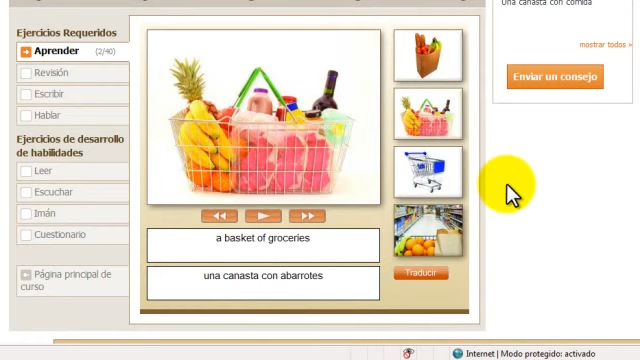 Una canasta con comida
Ejercicios Requeridos
Aprender (2/40)
mostrar todos »
Revisión
Enviar un consejo
Escribir
Hablar
Ejercicios de desarrollo
de habilidades
Leer
Escuchar
Imán
Cuestionario
a basket of groceries
una canasta con abarrotes
Traducir
Página principal de
curso
Internet | Modo protegido: activado